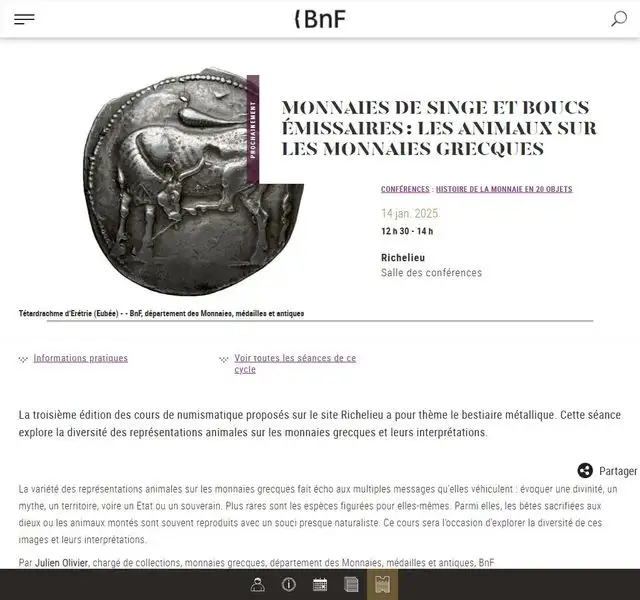 BnF
PROCHAINEMENT
MONNAIES DE SINGE ET BOUCS
ÉMISSAIRES : LES ANIMAUX SUR
LES MONNAIES GRECQUES
CONFÉRENCES : HISTOIRE DE LA MONNAIE EN 20 OBJETS
14 jan. 2025
12 h 30 - 14 h
Richelieu
Salle des conférences
Tétardrachme d'Erétrie (Eubée) - - BnF, département des Monnaies, médailles et antiques
Informations pratiques
Voir toutes les séances de ce
cycle
La troisième édition des cours de numismatique proposés sur le site Richelieu a pour thème le bestiaire métallique. Cette séance
explore la diversité des représentations animales sur les monnaies grecques et leurs interprétations.
Partager
La variété des représentations animales sur les monnaies grecques fait écho aux multiples messages qu'elles véhiculent : évoquer une divinité, un
mythe, un territoire, voire un Etat ou un souverain. Plus rares sont les espèces figurées pour elles-mêmes. Parmi elles, les bêtes sacrifiées aux
dieux ou les animaux montés sont souvent reproduits avec un souci presque naturaliste. Ce cours sera l'occasion d'explorer la diversité de ces
images et leurs interprétations.
Par Julien Olivier, chargé de collections, monnaies grecques, département des Monnaies, médailles et antiques, BnF